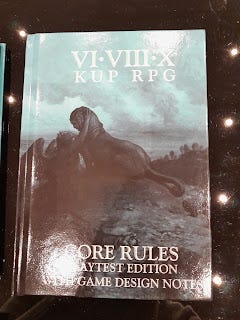 VI·VIII·X
KUP RPG
CORE RULES
PLAYTEST EDITION
WITH GAME DESIGN NOTES